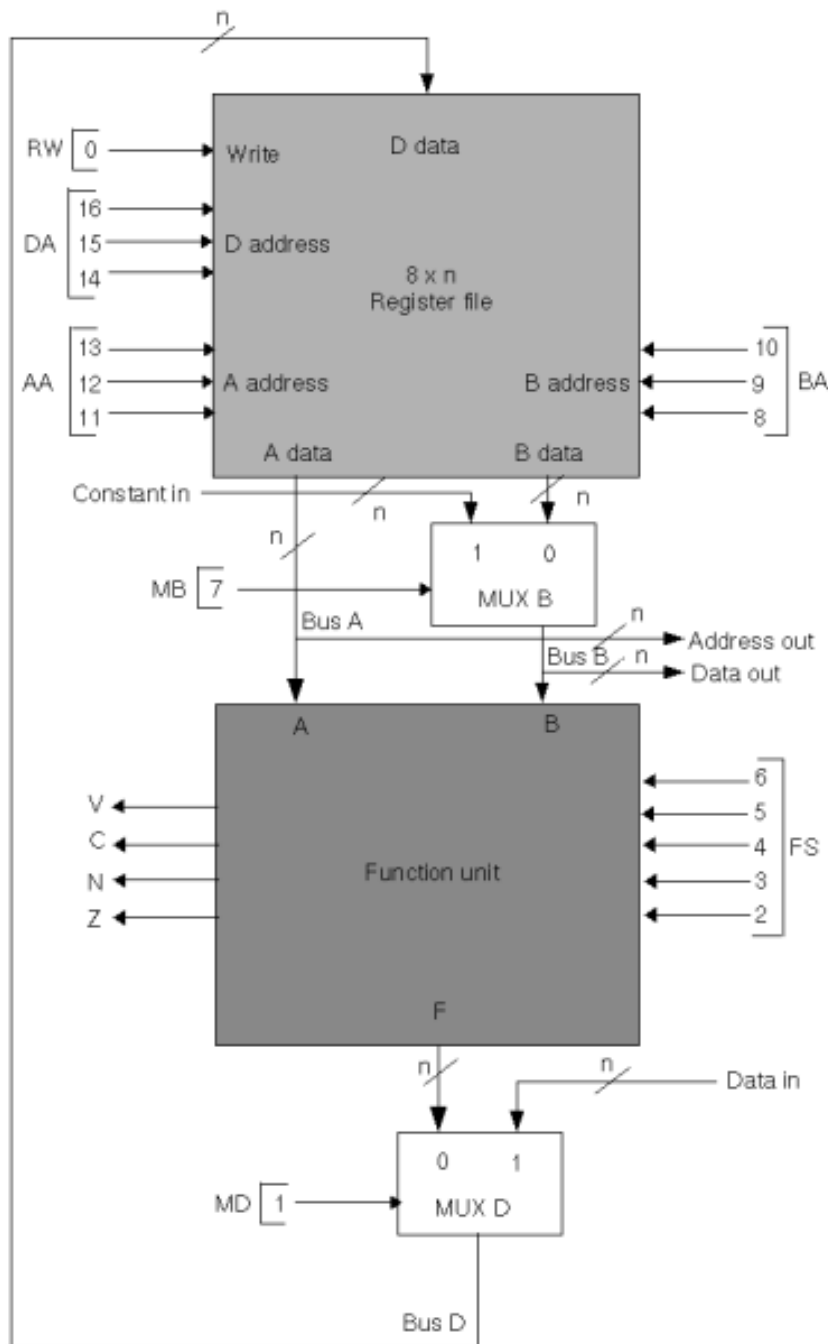 n
RW 0
Write
D data
16
DA 15
D address
14
8 x n
Register file
13
10
AA 12
A address
B address
9 BA
11
8
A data
B data
Constant in
n
n
n
1 0
MB 7
MUX B
Bus A
n
Address out
Bus B
n
Data out
A
B
6
V
5
C
4 FS
Function unit
N
3
Z
2
F
n
n
Data in
0 1
MD 1
MUX D
Bus D